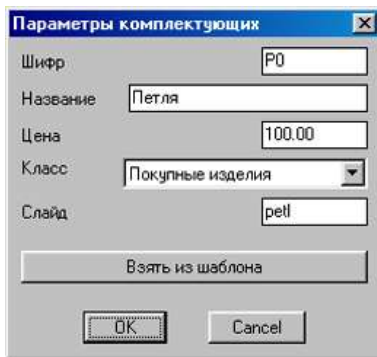 Параметры комплектующих
Шифр P0
Название Петля
Цена 100.00
Класс Покупные изделия
Слайд petl
Взять из шаблона
OK Cancel